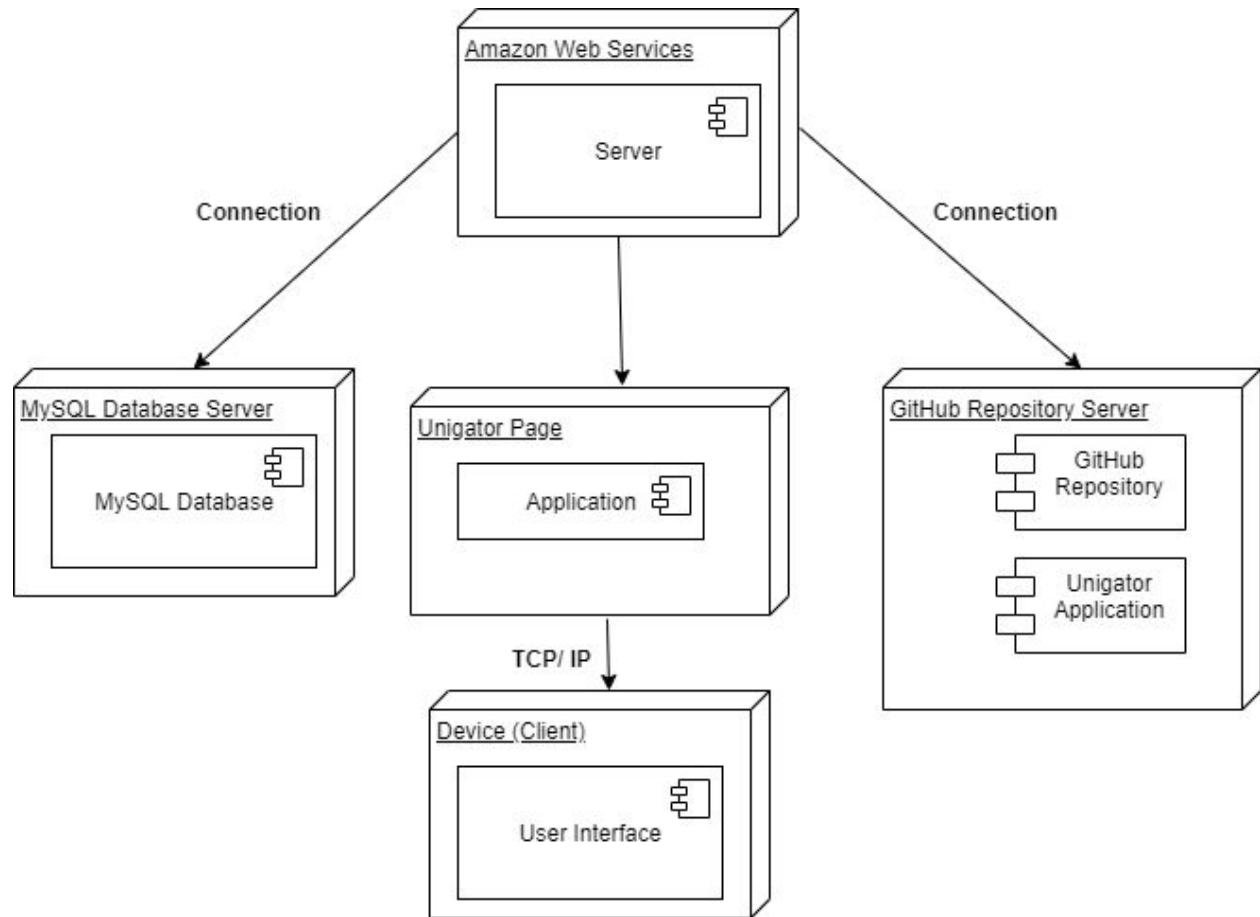 Amazon Web Services
Server
Connection
Connection
MySQL Database Server
MySQL Database
Unigator Page
Application
GitHub Repository Server
GitHub
Repository
Unigator
Application
TCP/ IP
Device (Client)
User Interface